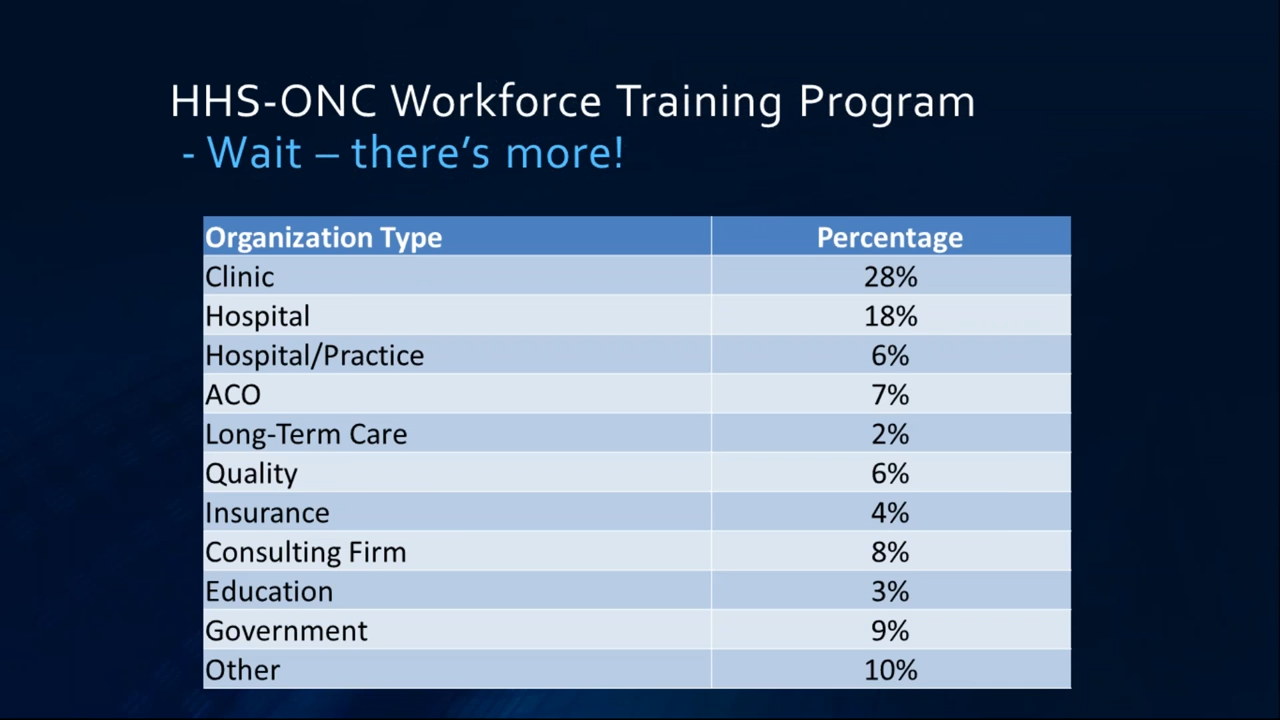 HHS-ONC Workforce Training Program
- Wait – there’s more!
Organization Type Percentage
Clinic 28%
Hospital 18%
Hospital/Practice 6%
ACO 7%
Long-Term Care 2%
Quality 6%
Insurance 4%
Consulting Firm 8%
Education 3%
Government 9%
Other 10%